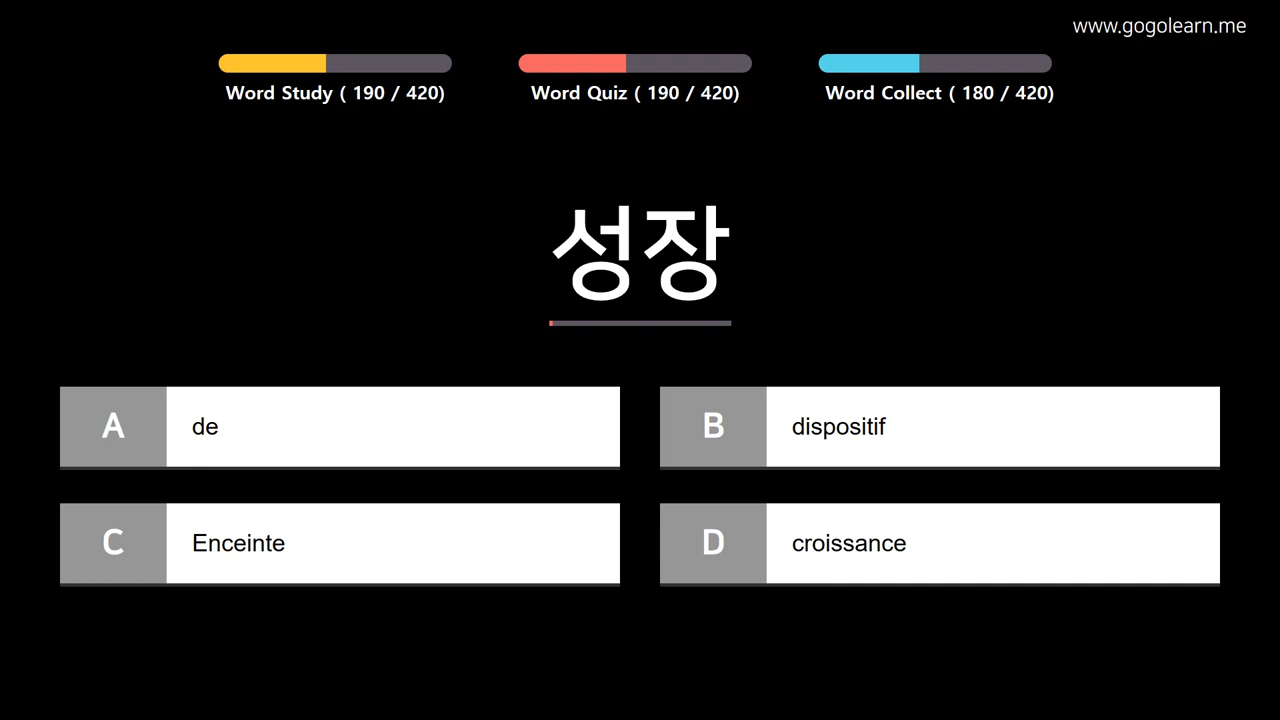 www.gogolearn.me
Word Study ( 190 / 420)
Word Quiz ( 190 / 420)
Word Collect ( 180 / 420)
성장
A de
B dispositif
C Enceinte
D croissance